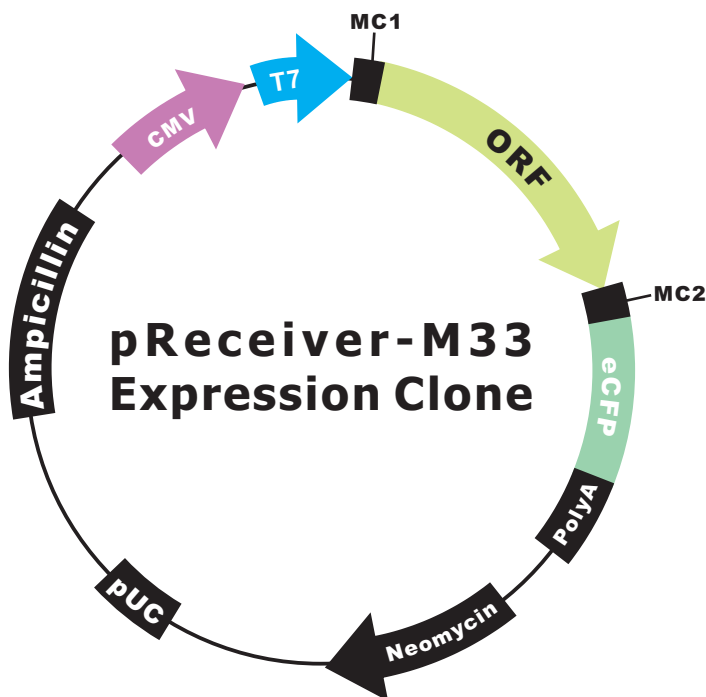 MC1
T7
CMV
ORF
Ampicillin
MC2
pReceiver-M33
Expression Clone
eCFP
PolyA
pUC
Neomycin